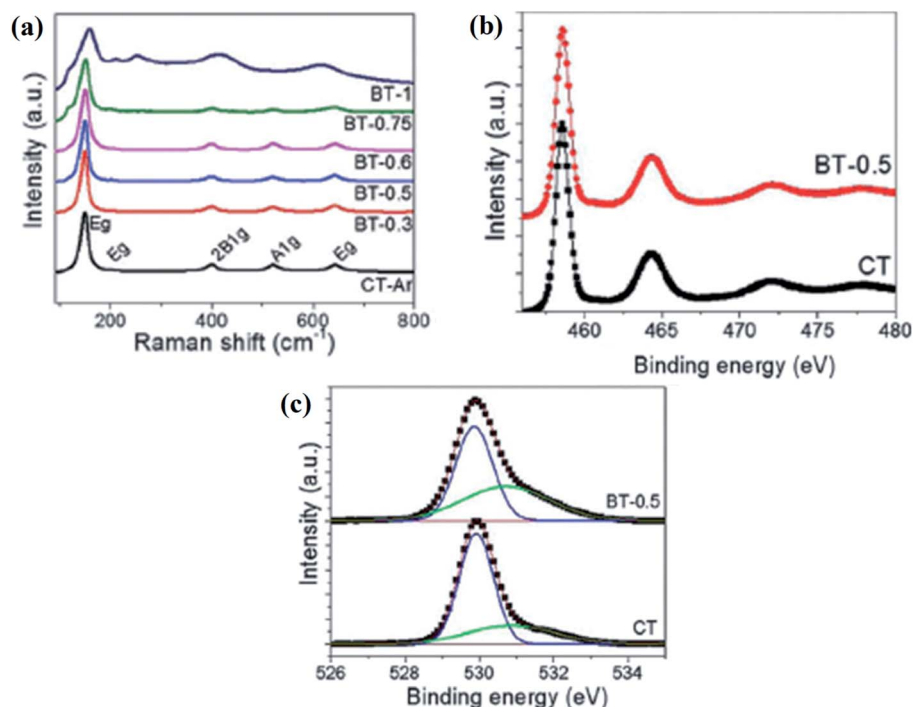 (a)
Intensity (a.u.)
BT-1
BT-0.75
BT-0.6
BT-0.5
BT-0.3
Eg
Eg
2B1g
A1g
Eg
CT-Ar
200
400
600
800
Raman shift (cm⁻¹)
(b)
Intensity (a.u.)
BT-0.5
CT
460
465
470
475
480
Binding energy (eV)
(c)
Intensity (a.u.)
BT-0.5
CT
526
528
530
532
534
Binding energy (eV)